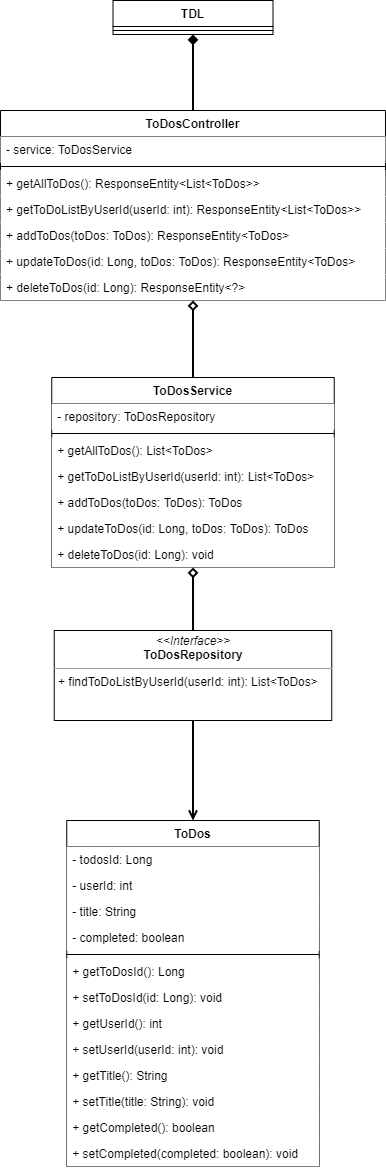 TDL
ToDosController
- service: ToDosService
+ getAllToDos(): ResponseEntity<List<ToDos>>
+ getToDoListByUserId(userId: int): ResponseEntity<List<ToDos>>
+ addToDos(toDos: ToDos): ResponseEntity<ToDos>
+ updateToDos(id: Long, toDos: ToDos): ResponseEntity<ToDos>
+ deleteToDos(id: Long): ResponseEntity<?>
ToDosService
- repository: ToDosRepository
+ getAllToDos(): List<ToDos>
+ getToDoListByUserId(userId: int): List<ToDos>
+ addToDos(toDos: ToDos): ToDos
+ updateToDos(id: Long, toDos: ToDos): ToDos
+ deleteToDos(id: Long): void
<<Interface>>
ToDosRepository
+ findToDoListByUserId(userId: int): List<ToDos>
ToDos
- todosId: Long
- userId: int
- title: String
- completed: boolean
+ getToDosId(): Long
+ setToDosId(id: Long): void
+ getUserId(): int
+ setUserId(userId: int): void
+ getTitle(): String
+ setTitle(title: String): void
+ getCompleted(): boolean
+ setCompleted(completed: boolean): void